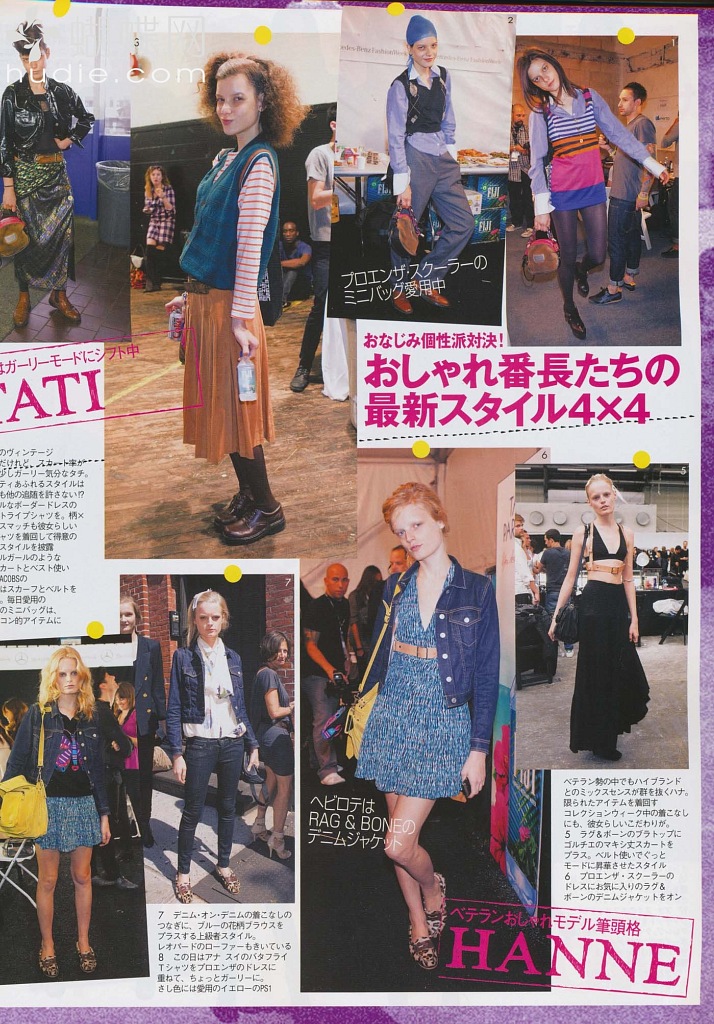 hudie.com
3
2
1
Mercedes-Benz FashionWeek
FIJI
プロエンザ・スクーラーの
ミニバッグ愛用中
はガーリーモードにシフト中
TATI
おなじみ個性派対決!
おしゃれ番長たちの
最新スタイル4×4
のヴィンテージ
だけれど、スカート率が
少しガーリー気分なタチ。
ティあふれるスタイルは
も他の追随を許さない!?
ルなボーダードレスの
トライプシャツを。柄×
スマッチも彼女らしい
ャツを着回して得意の
スタイルを披露
ルガールのような
カートとベスト使い
ACOBSの
はスカーフとベルトを
。毎日愛用の
のミニバッグは、
コン的アイテムに
6
5
7
ヘビロテは
RAG & BONEの
デニムジャケット
ベテラン勢の中でもハイブランド
とのミックスセンスが群を抜くハナ。
限られたアイテムを着回す
コレクションウィーク中の着こなし
にも、彼女らしいこだわりが。
5 ラグ&ボーンのブラトップに
ゴルチエのマキシ丈スカートを
プラス。ベルト使いでぐっと
モードに昇華させたスタイル
6 プロエンザ・スクーラーの
ドレスにお気に入りのラグ&
ボーンのデニムジャケットをオン
7 デニム・オン・デニムの着こなしの
つなぎに、ブルーの花柄ブラウスを
プラスする上級者スタイル。
レオパードのローファーもきいている
8 この日はアナ スイのバタフライ
Tシャツをプロエンザのドレスに
重ねて、ちょっとガーリーに。
さし色には愛用のイエローのPS1
ベテランおしゃれモデル筆頭格
HANNE